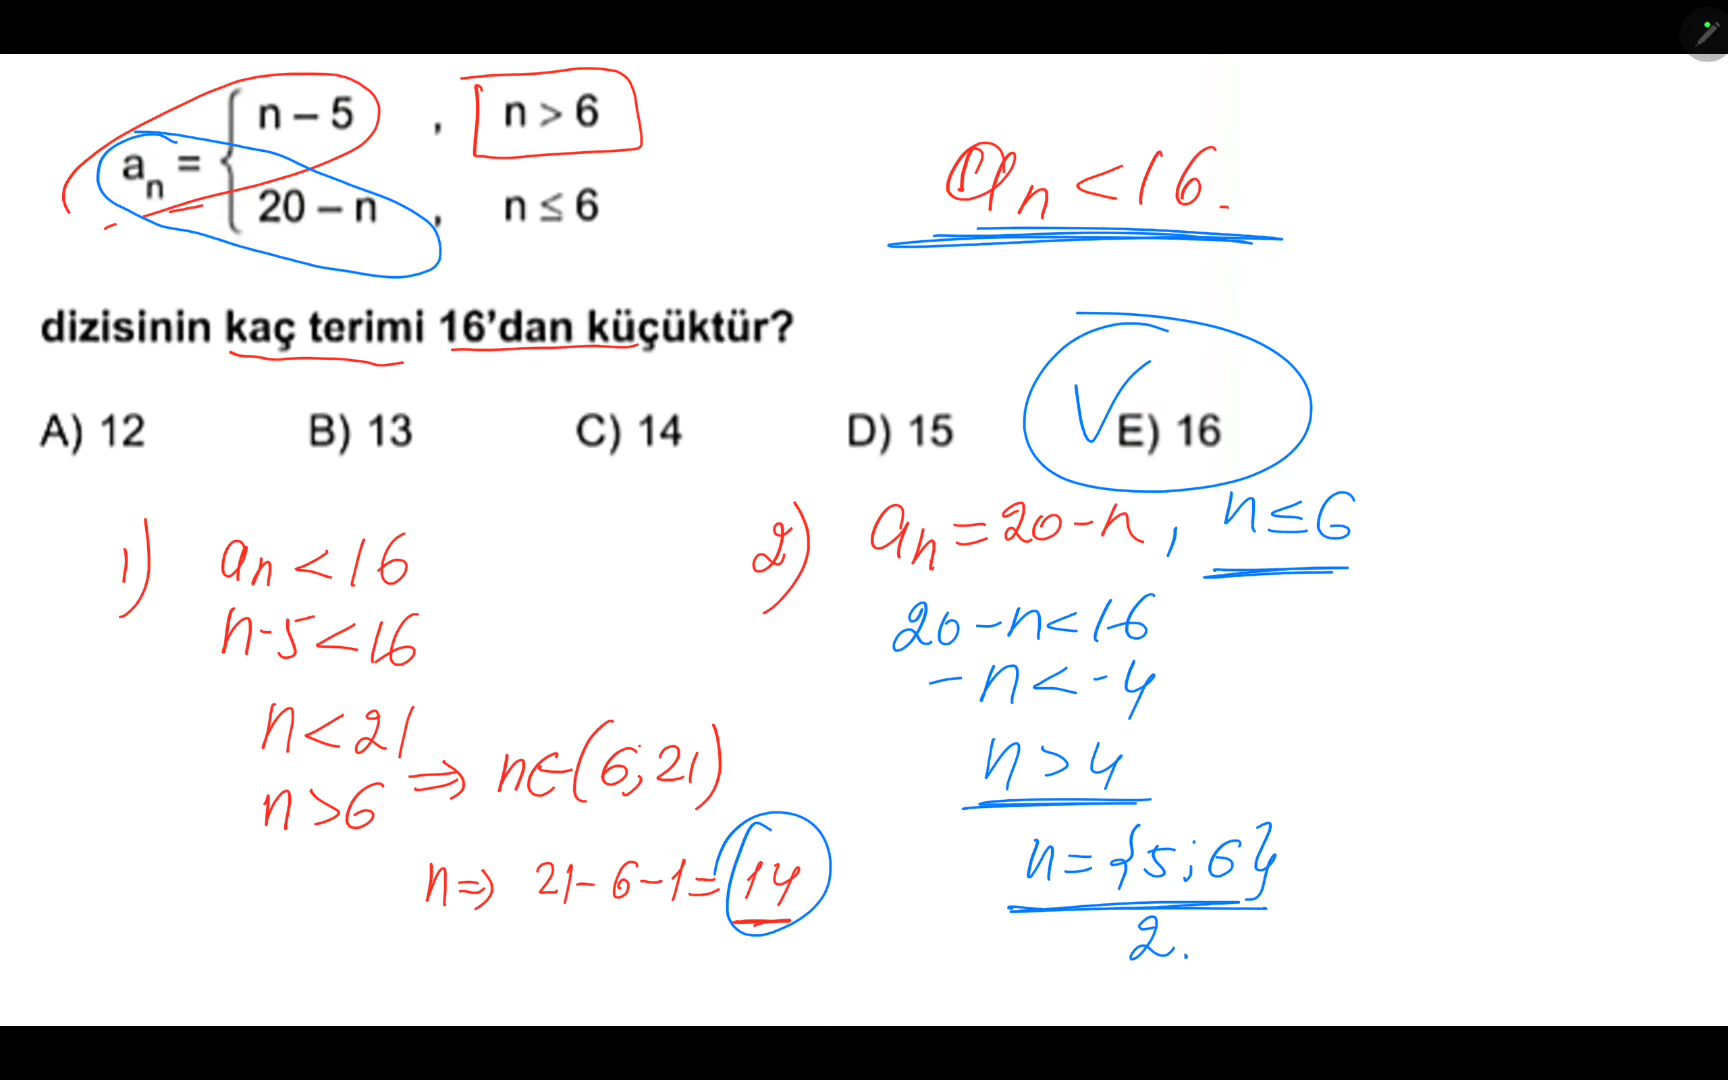 n – 5 , n > 6
aₙ = {
20 – n , n ≤ 6
aₙ < 16.
dizisinin kaç terimi 16'dan küçüktür?
A) 12 B) 13 C) 14 D) 15 E) 16
1) aₙ < 16
n - 5 < 16
n < 21
n > 6 ⇒ n ∈ (6; 21)
n ⇒ 21 - 6 - 1 = 14
2) aₙ = 20 - n, n ≤ 6
20 - n < 16
- n < - 4
n > 4
n = {5; 6}
2.